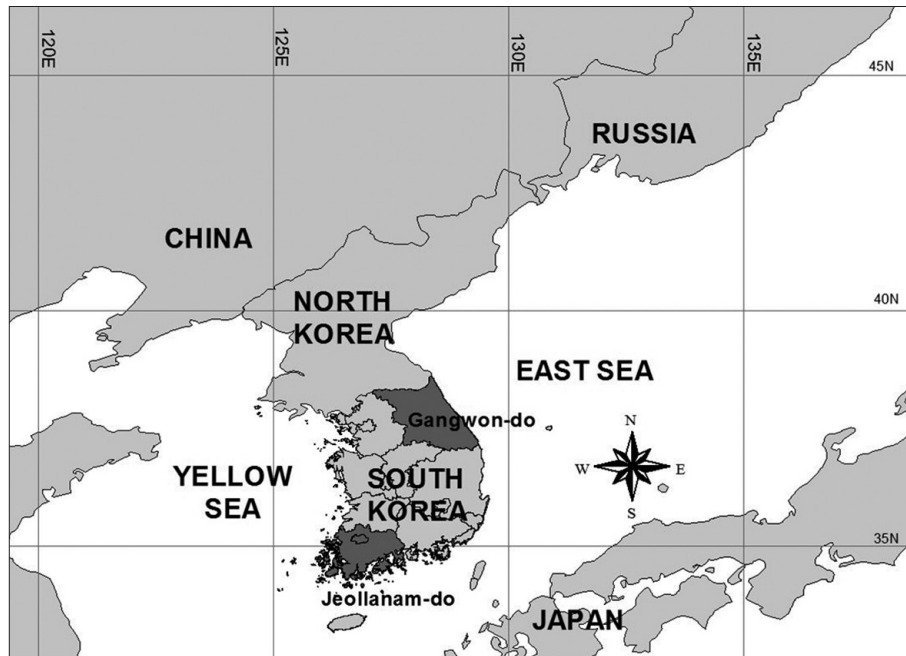 120E
125E
130E
135E
45N
RUSSIA
CHINA
NORTH
KOREA
40N
EAST SEA
Gangwon-do
N
W
E
S
YELLOW
SEA
SOUTH
KOREA
35N
Jeollanam-do
JAPAN